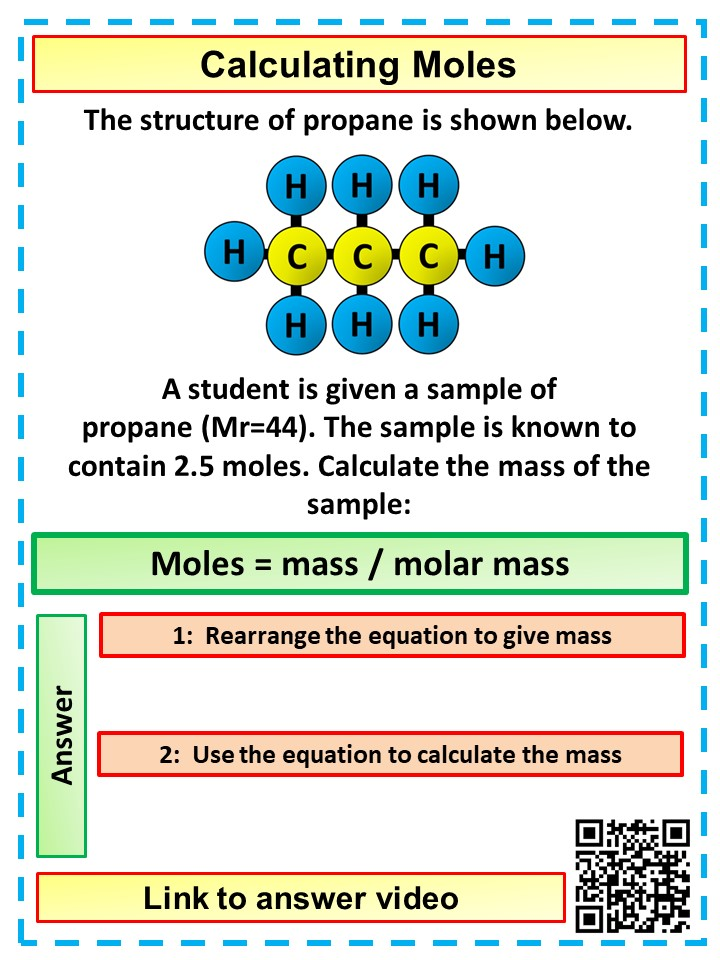 Calculating Moles
The structure of propane is shown below.
H H H
H C C C H
H H H
A student is given a sample of
propane (Mr=44). The sample is known to
contain 2.5 moles. Calculate the mass of the
sample:
Moles = mass / molar mass
1: Rearrange the equation to give mass
Answer
2: Use the equation to calculate the mass
Link to answer video